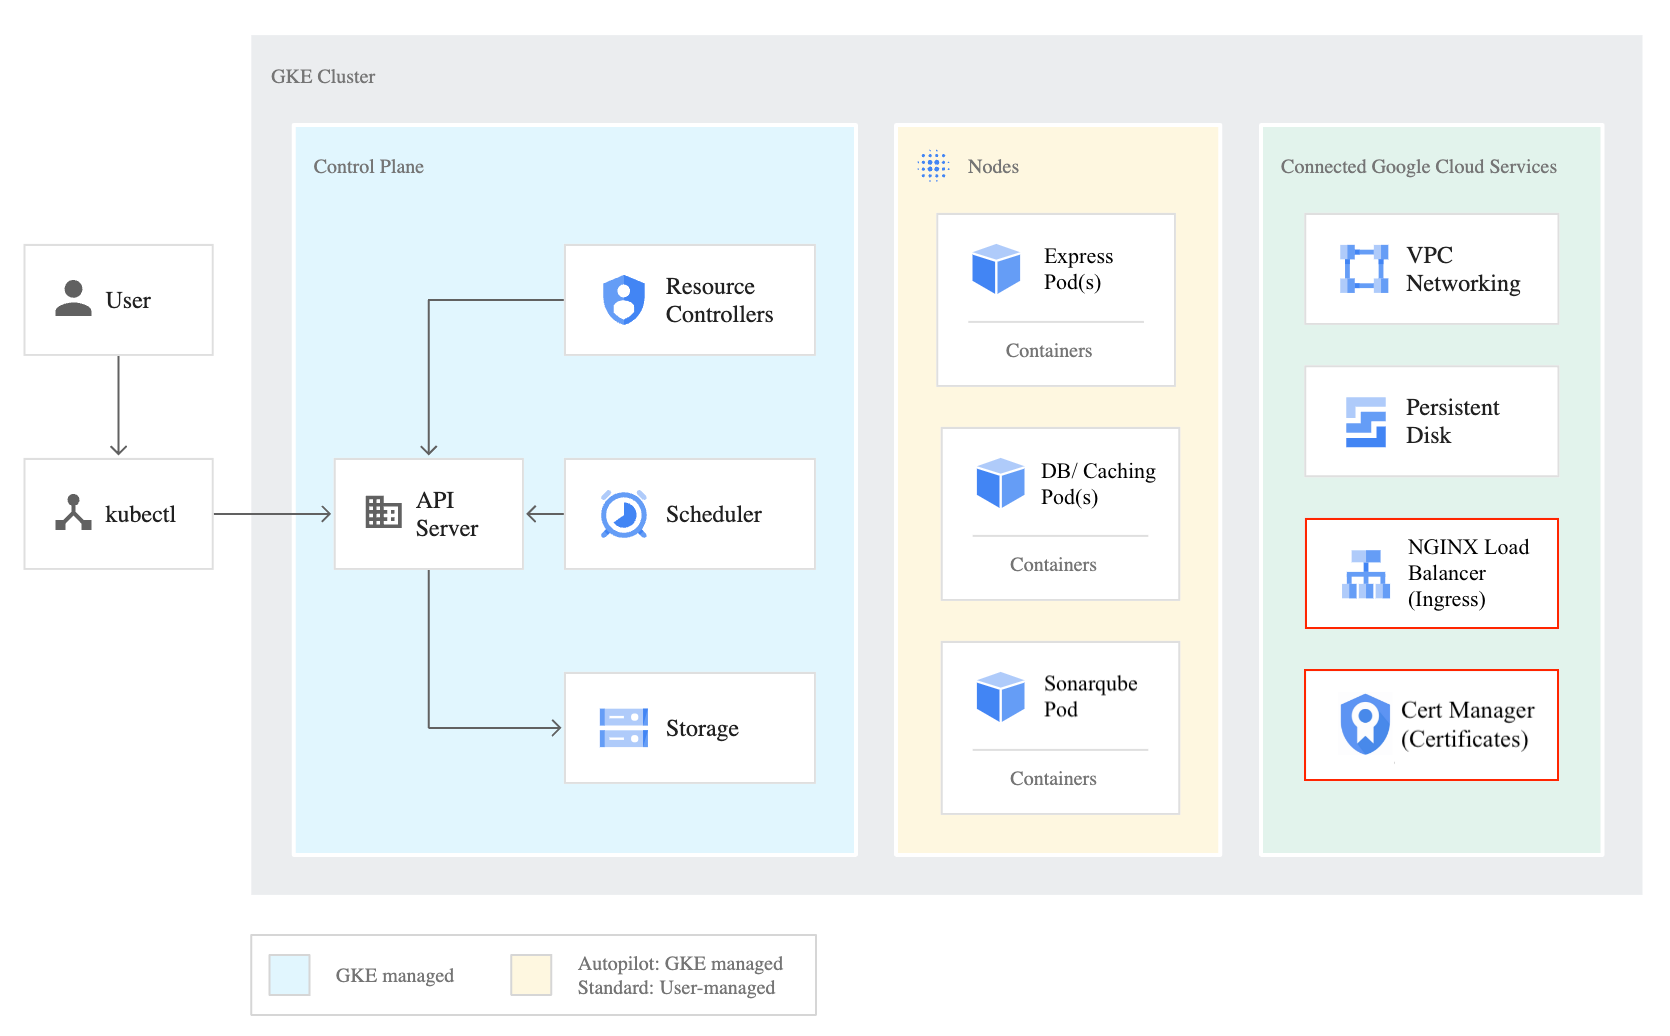 GKE Cluster
Control Plane
User
kubectl
Resource
Controllers
API
Server
Scheduler
Storage
Nodes
Express
Pod(s)
Containers
DB/ Caching
Pod(s)
Containers
Sonarqube
Pod
Containers
Connected Google Cloud Services
VPC
Networking
Persistent
Disk
NGINX Load
Balancer
(Ingress)
Cert Manager
(Certificates)
GKE managed
Autopilot: GKE managed
Standard: User-managed